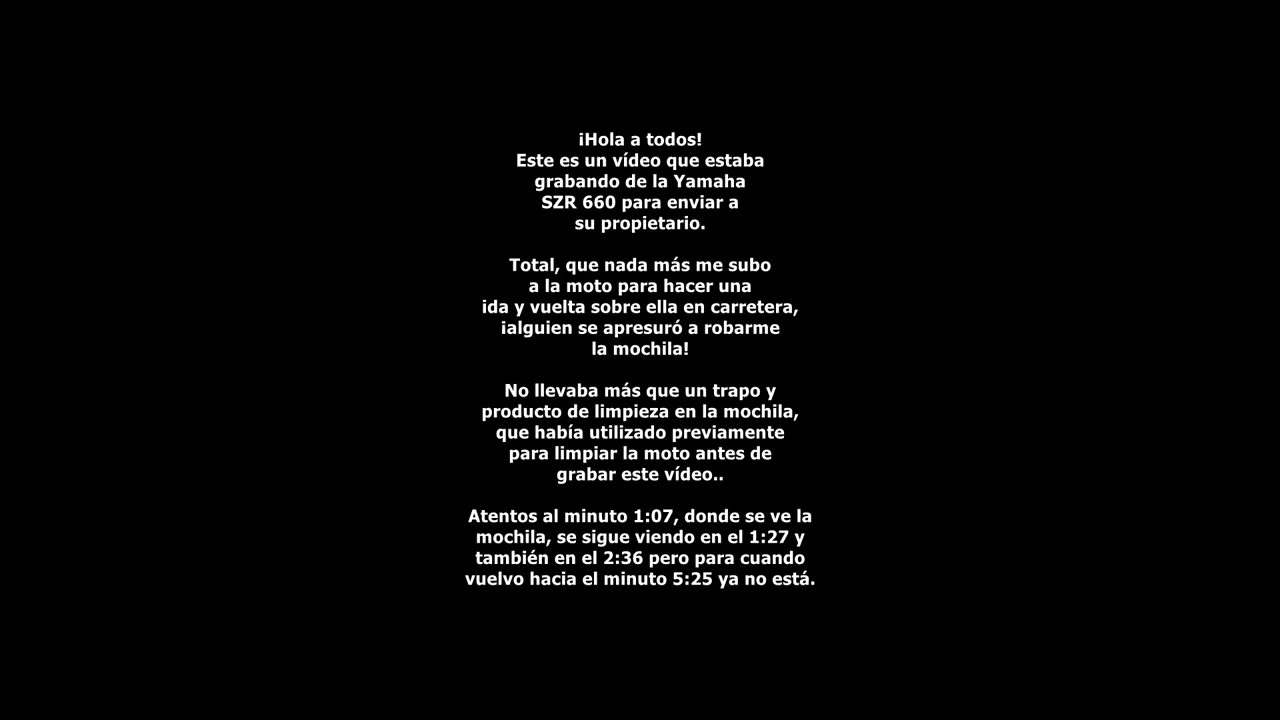 ¡Hola a todos!
Este es un vídeo que estaba
grabando de la Yamaha
SZR 660 para enviar a
su propietario.
Total, que nada más me subo
a la moto para hacer una
ida y vuelta sobre ella en carretera,
¡alguien se apresuró a robarme
la mochila!
No llevaba más que un trapo y
producto de limpieza en la mochila,
que había utilizado previamente
para limpiar la moto antes de
grabar este vídeo..
Atentos al minuto 1:07, donde se ve la
mochila, se sigue viendo en el 1:27 y
también en el 2:36 pero para cuando
vuelvo hacia el minuto 5:25 ya no está.